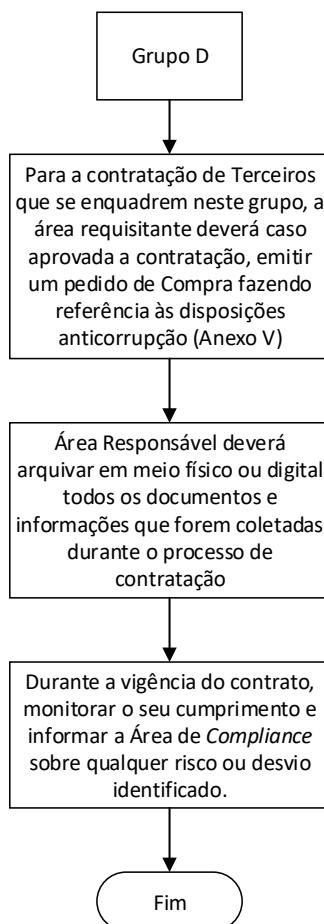 Grupo D
Para a contratação de Terceiros
que se enquadrem neste grupo, a
área requisitante deverá caso
aprovada a contratação, emitir
um pedido de Compra fazendo
referência às disposições
anticorrupção (Anexo V)
Área Responsável deverá
arquivar em meio físico ou digital
todos os documentos e
informações que forem coletadas
durante o processo de
contratação
Durante a vigência do contrato,
monitorar o seu cumprimento e
informar a Área de Compliance
sobre qualquer risco ou desvio
identificado.
Fim